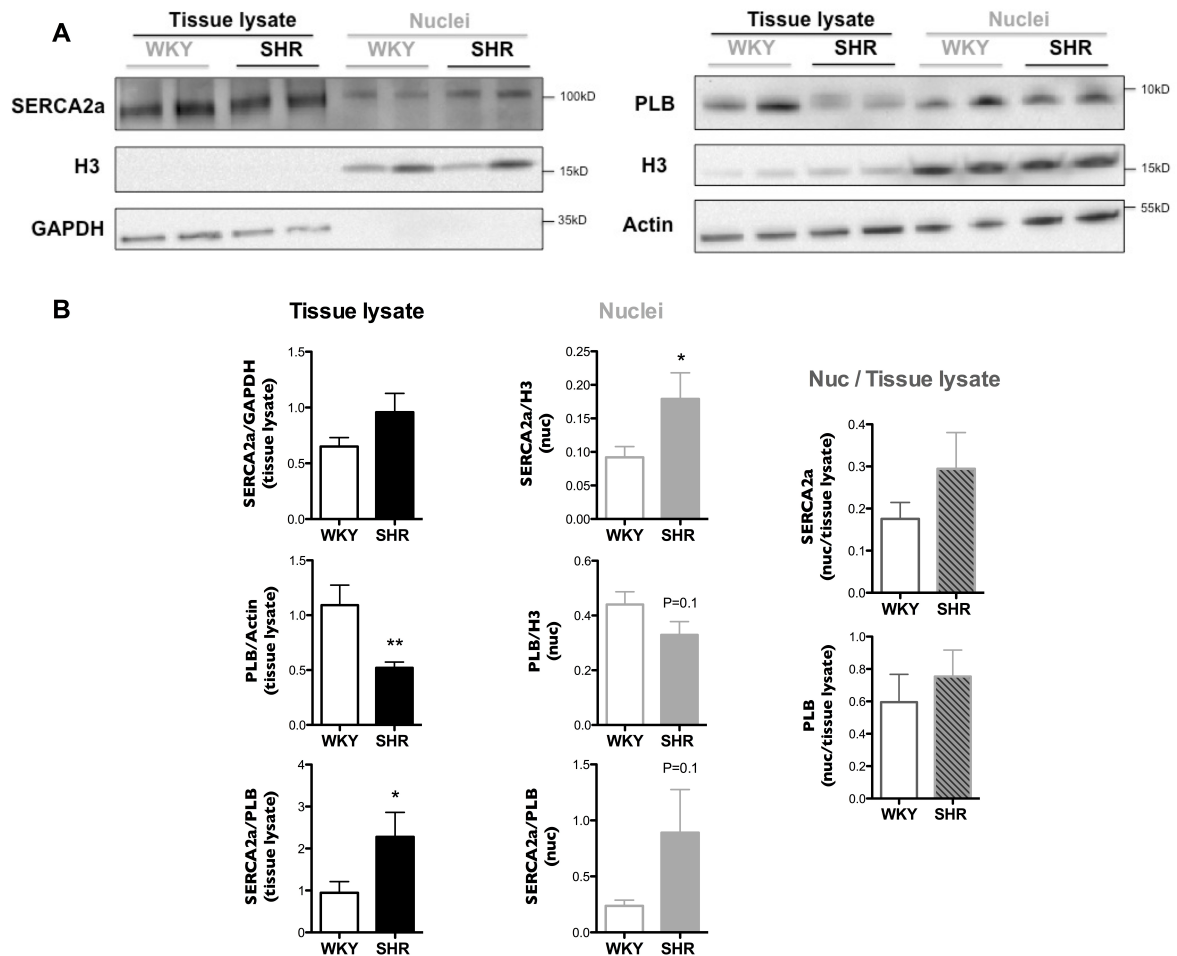 A
Tissue lysate Nuclei
WKY SHR WKY SHR
SERCA2a 100kD
H3 15kD
GAPDH 35kD
Tissue lysate Nuclei
WKY SHR WKY SHR
PLB 10kD
H3 15kD
Actin 55kD
B
Tissue lysate
SERCA2a/GAPDH
(tissue lysate)
1.5
1.0
0.5
0.0
WKY SHR
PLB/Actin
(tissue lysate)
1.5
1.0
0.5
0.0
**
WKY SHR
SERCA2a/PLB
(tissue lysate)
4
3
2
1
0
*
WKY SHR
Nuclei
SERCA2a/H3
(nuc)
0.25
0.20
0.15
0.10
0.05
0.00
*
WKY SHR
PLB/H3
(nuc)
0.6
0.4
0.2
0.0
P=0.1
WKY SHR
SERCA2a/PLB
(nuc)
1.5
1.0
0.5
0.0
P=0.1
WKY SHR
Nuc / Tissue lysate
SERCA2a
(nuc/tissue lysate)
0.4
0.3
0.2
0.1
0.0
WKY SHR
PLB
(nuc/tissue lysate)
1.0
0.8
0.6
0.4
0.2
0.0
WKY SHR